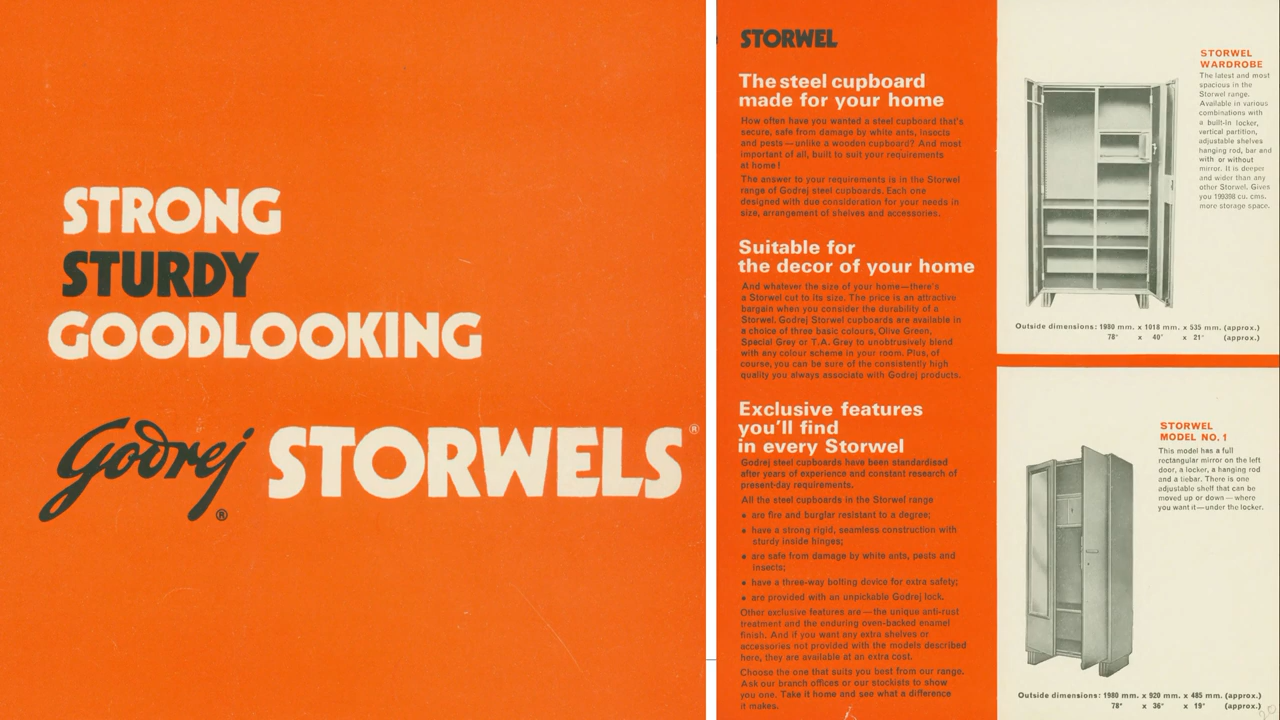 STRONG
STURDY
GOODLOOKING
Godrej® STORWELS®
STORWEL
The steel cupboard
made for your home
How often have you wanted a steel cupboard that's
secure, safe from damage by white ants, insects
and pests—unlike a wooden cupboard? And most
important of all, built to suit your requirements
at home!
The answer to your requirements is in the Storwel
range of Godrej steel cupboards. Each one
designed with due consideration for your needs in
size, arrangement of shelves and accessories.
Suitable for
the decor of your home
And whatever the size of your home—there's
a Storwel cut to its size. The price is an attractive
bargain when you consider the durability of a
Storwel. Godrej Storwel cupboards are available in
a choice of three basic colours, Olive Green,
Special Grey or T.A. Grey to unobtrusively blend
with any colour scheme in your room. Plus, of
course, you can be sure of the consistently high
quality you always associate with Godrej products.
Exclusive features
you'll find
in every Storwel
Godrej steel cupboards have been standardised
after years of experience and constant research of
present-day requirements.
All the steel cupboards in the Storwel range
• are fire and burglar resistant to a degree;
• have a strong rigid, seamless construction with
sturdy inside hinges;
• are safe from damage by white ants, pests and
insects;
• have a three-way bolting device for extra safety;
• are provided with an unpickable Godrej lock.
Other exclusive features are—the unique anti-rust
treatment and the enduring oven-backed enamel
finish. And if you want any extra shelves or
accessories not provided with the models described
here, they are available at an extra cost.
Choose the one that suits you best from our range.
Ask our branch offices or our stockists to show
you one. Take it home and see what a difference
it makes.
STORWEL
WARDROBE
The latest and most
spacious in the
Storwel range.
Available in various
combinations with
a built-in locker,
vertical partition,
adjustable shelves
hanging rod, bar and
with or without
mirror. It is deeper
and wider than any
other Storwel. Gives
you 199398 cu. cms.
more storage space.
Outside dimensions: 1980 mm. x 1018 mm. x 535 mm. (approx.)
78" x 40" x 21" (approx.)
STORWEL
MODEL NO. 1
This model has a full
rectangular mirror on the left
door, a locker, a hanging rod
and a tiebar. There is one
adjustable shelf that can be
moved up or down—where
you want it—under the locker.
Outside dimensions: 1980 mm. x 920 mm. x 485 mm. (approx.)
78" x 36" x 19" (approx.)